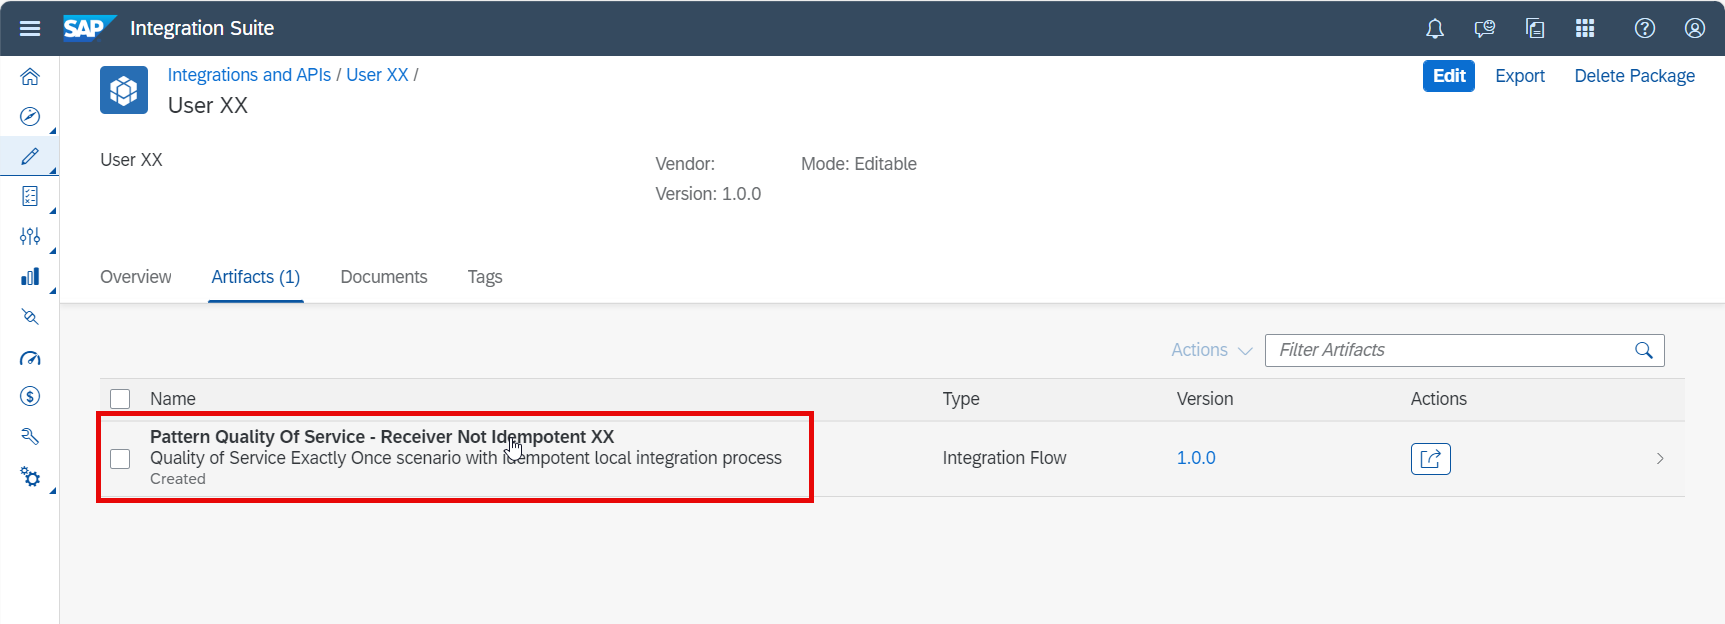 SAP Integration Suite
Integrations and APIs / User XX /
User XX
Edit Export Delete Package
User XX
Vendor:
Mode: Editable
Version: 1.0.0
Overview Artifacts (1) Documents Tags
Actions Filter Artifacts
Name Type Version Actions
Pattern Quality Of Service - Receiver Not Idempotent XX
Quality of Service Exactly Once scenario with idempotent local integration process
Created
Integration Flow 1.0.0